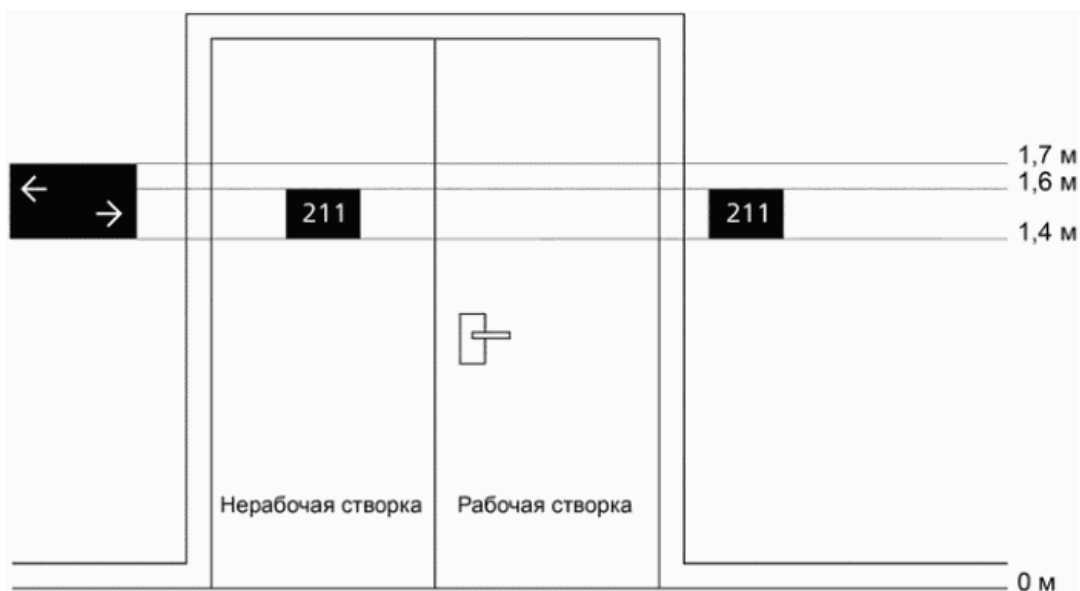 1,7 м
1,6 м
211
211
1,4 м
Нерабочая створка
Рабочая створка
0 м